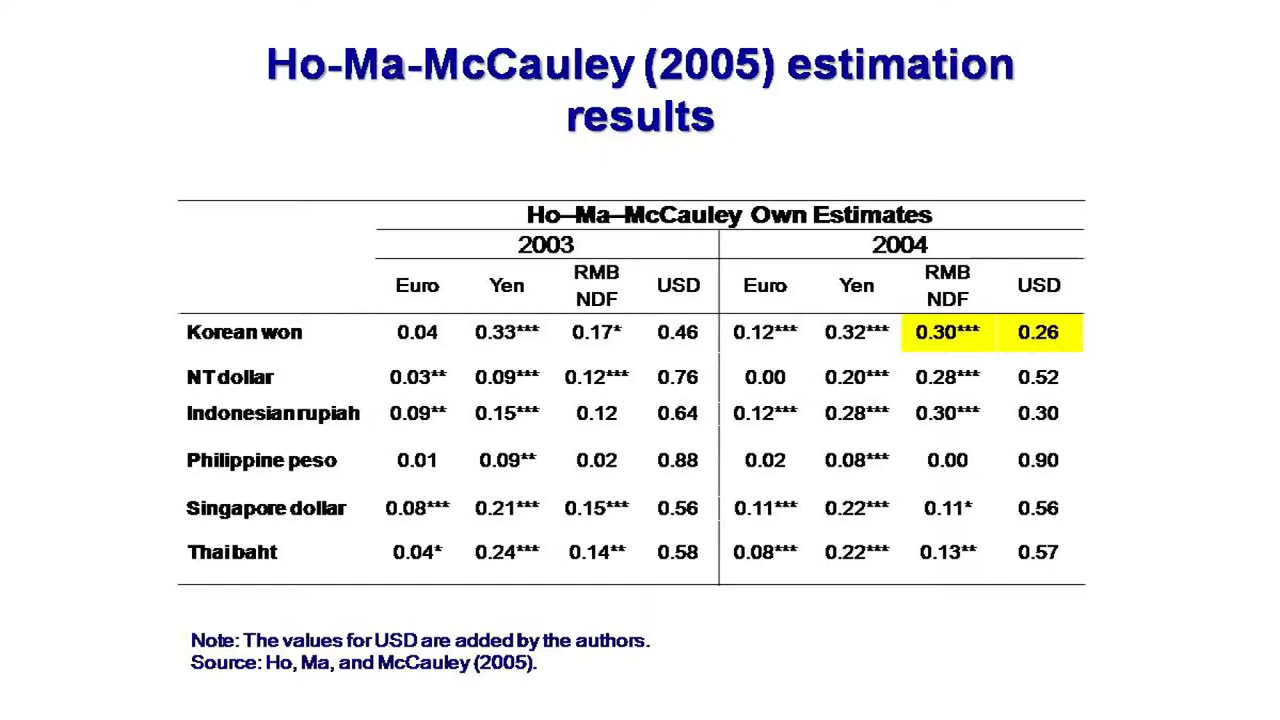 Ho-Ma-McCauley (2005) estimation
results
Ho–Ma–McCauley Own Estimates
2003 2004
Euro Yen RMB NDF USD Euro Yen RMB NDF USD
Korean won 0.04 0.33*** 0.17* 0.46 0.12*** 0.32*** 0.30*** 0.26
NT dollar 0.03** 0.09*** 0.12*** 0.76 0.00 0.20*** 0.28*** 0.52
Indonesian rupiah 0.09** 0.15*** 0.12 0.64 0.12*** 0.28*** 0.30*** 0.30
Philippine peso 0.01 0.09** 0.02 0.88 0.02 0.08*** 0.00 0.90
Singapore dollar 0.08*** 0.21*** 0.15*** 0.56 0.11*** 0.22*** 0.11* 0.56
Thai baht 0.04* 0.24*** 0.14** 0.58 0.08*** 0.22*** 0.13** 0.57
Note: The values for USD are added by the authors.
Source: Ho, Ma, and McCauley (2005).